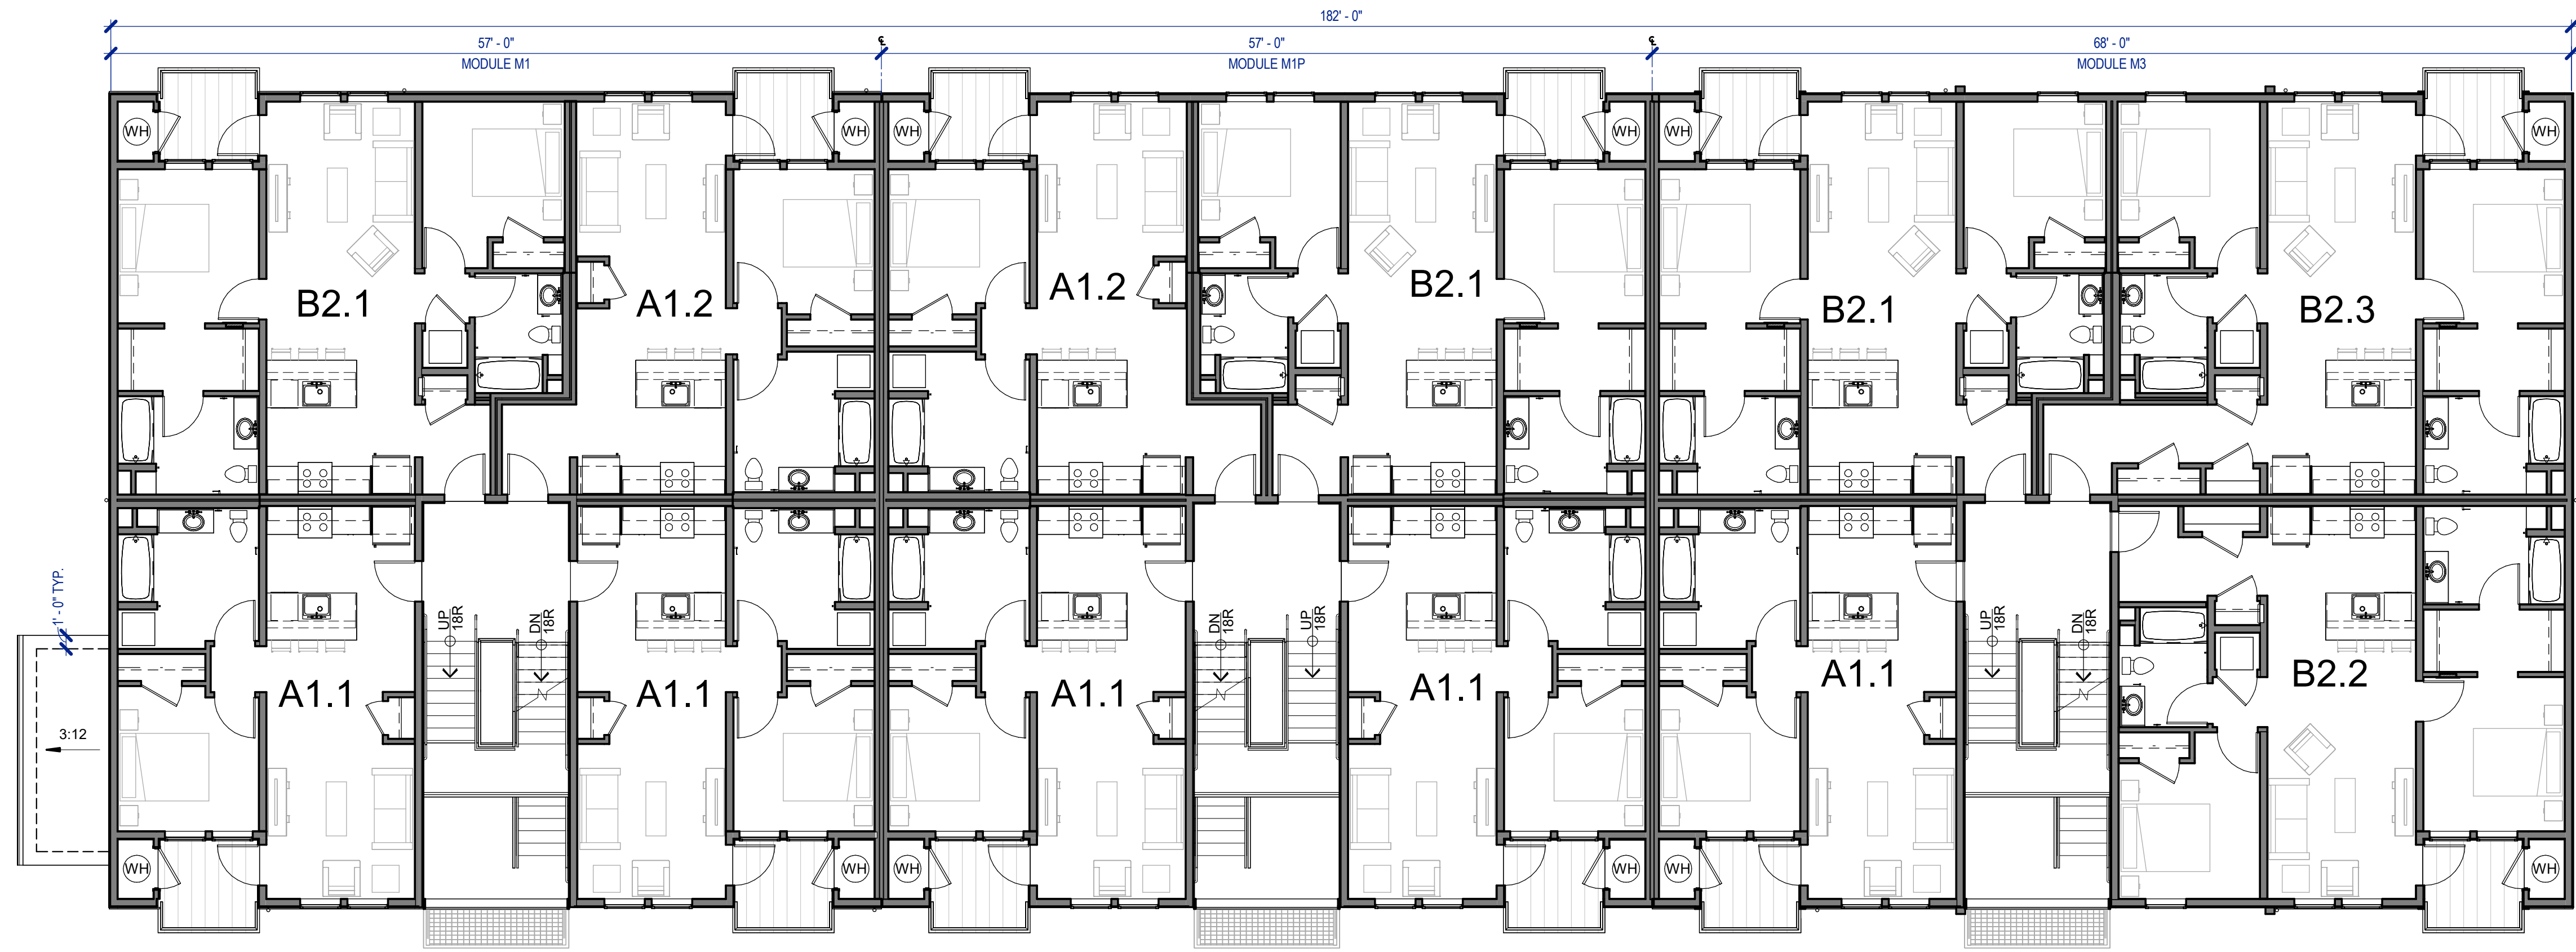 182' - 0"
57' - 0"
57' - 0"
68' - 0"
MODULE M1
MODULE M1P
MODULE M3
WH
WH
WH
WH
WH
WH
B2.1
A1.2
A1.2
B2.1
B2.1
B2.3
1' - 0" TYP.
UP
18R
DN
18R
DN
18R
UP
18R
UP
18R
DN
18R
A1.1
A1.1
A1.1
A1.1
A1.1
B2.2
3:12
WH
WH
WH
WH
WH
WH